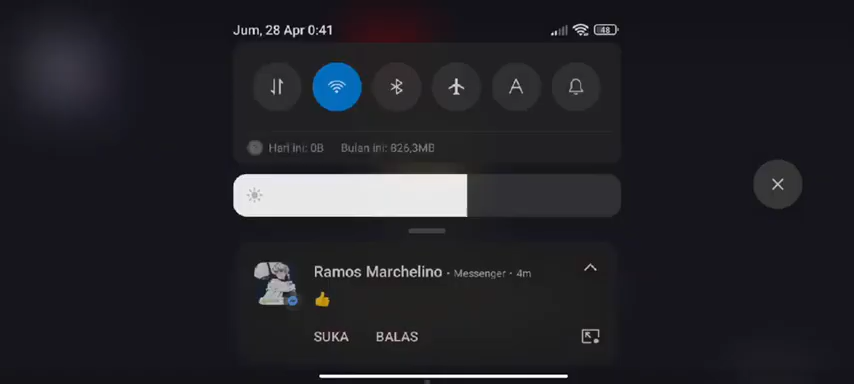 Jum, 28 Apr 0:41
48
A
Hari ini: 0B Bulan ini: 826,3MB
Ramos Marchelino • Messenger • 4m
👍
SUKA BALAS